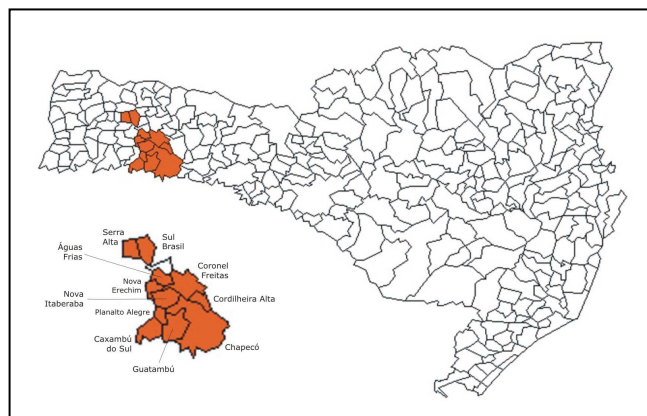 Serra
Alta
Sul
Brasil
Águas
Frias
Coronel
Freitas
Nova
Erechim
Nova
Itaberaba
Cordilheira Alta
Planalto Alegre
Caxambú
do Sul
Chapecó
Guatambú